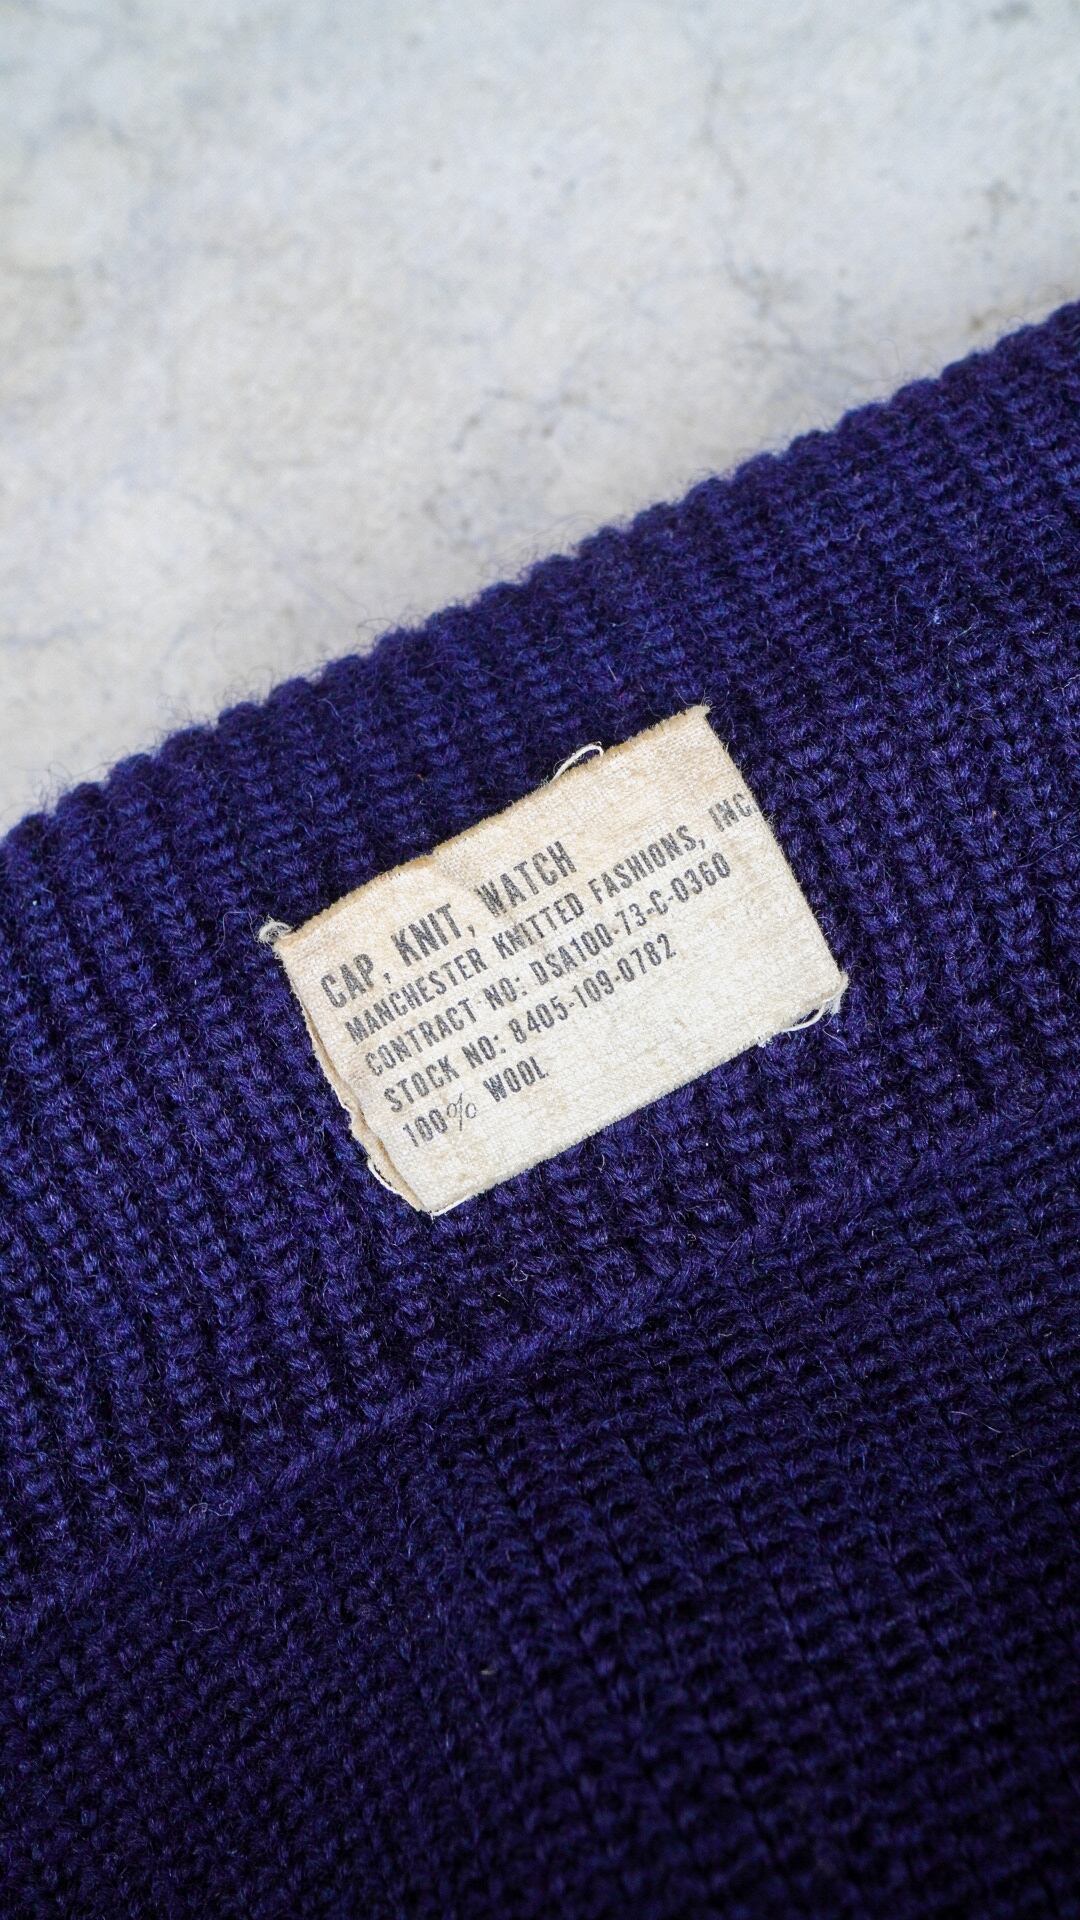 CAP, KNIT, WATCH
MANCHESTER KNITTED FASHIONS, INC.
CONTRACT NO: DSA100-73-C-0360
STOCK NO: 8405-109-0782
100% WOOL